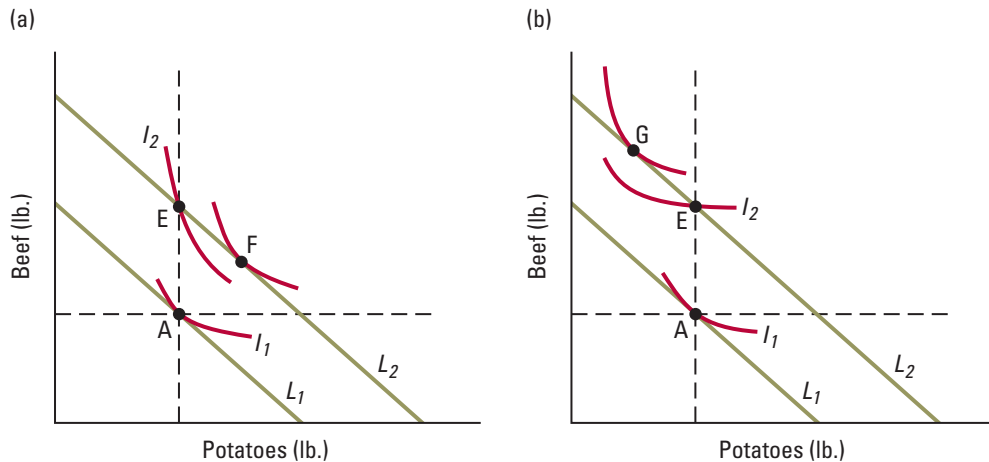 (a)
I2
E
F
A
I1
L1
L2
Beef (lb.)
Potatoes (lb.)
(b)
G
E
I2
A
I1
L1
L2
Beef (lb.)
Potatoes (lb.)